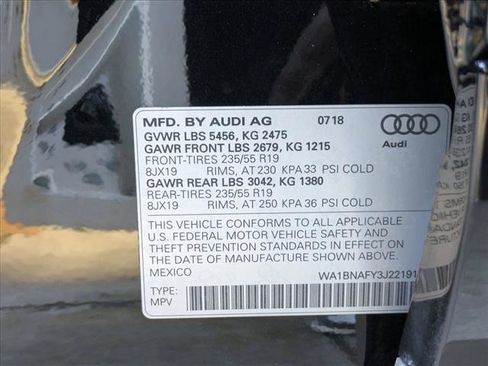 MFD. BY AUDI AG 0718
GVWR LBS 5456, KG 2475
GAWR FRONT LBS 2679, KG 1215
FRONT-TIRES 235/55 R19
8JX19 RIMS, AT 230 KPA 33 PSI COLD
GAWR REAR LBS 3042, KG 1380
REAR-TIRES 235/55 R19
8JX19 RIMS, AT 250 KPA 36 PSI COLD
Audi
THIS VEHICLE CONFORMS TO ALL APPLICABLE
U.S. FEDERAL MOTOR VEHICLE SAFETY AND
THEFT PREVENTION STANDARDS IN EFFECT ON
THE DATE OF MANUFACTURE SHOWN ABOVE.
MEXICO
WA1BNAFY3J22191
TYPE:
MPV